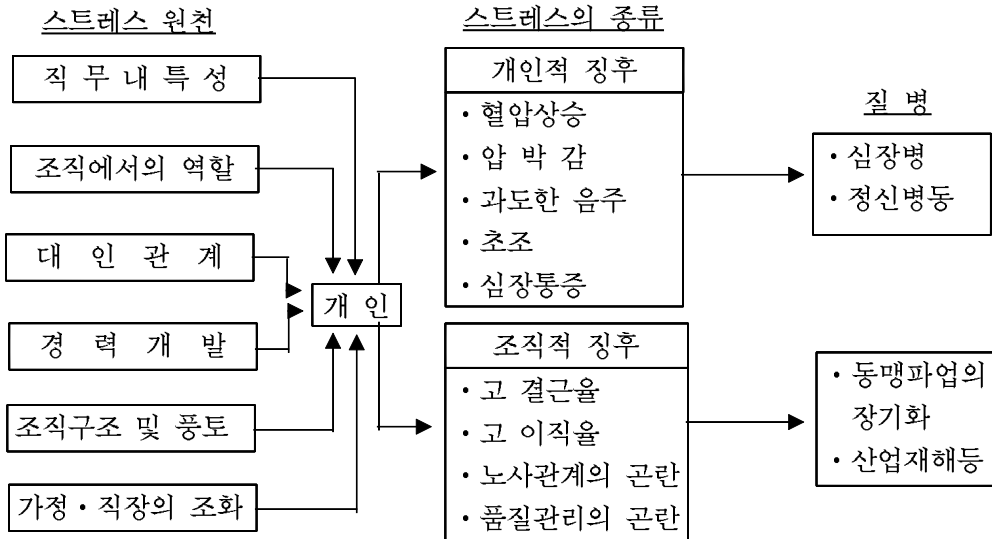 스트레스 원천
직 무 내 특 성
조직에서의 역할
대 인 관 계
경 력 개 발
조직구조 및 풍토
가정・직장의 조화
개 인
스트레스의 종류
개인적 징후
・혈압상승
・압 박 감
・과도한 음주
・초조
・심장통증
조직적 징후
・고 결근율
・고 이직율
・노사관계의 곤란
・품질관리의 곤란
질 병
・심장병
・정신병동
・동맹파업의
장기화
・산업재해등